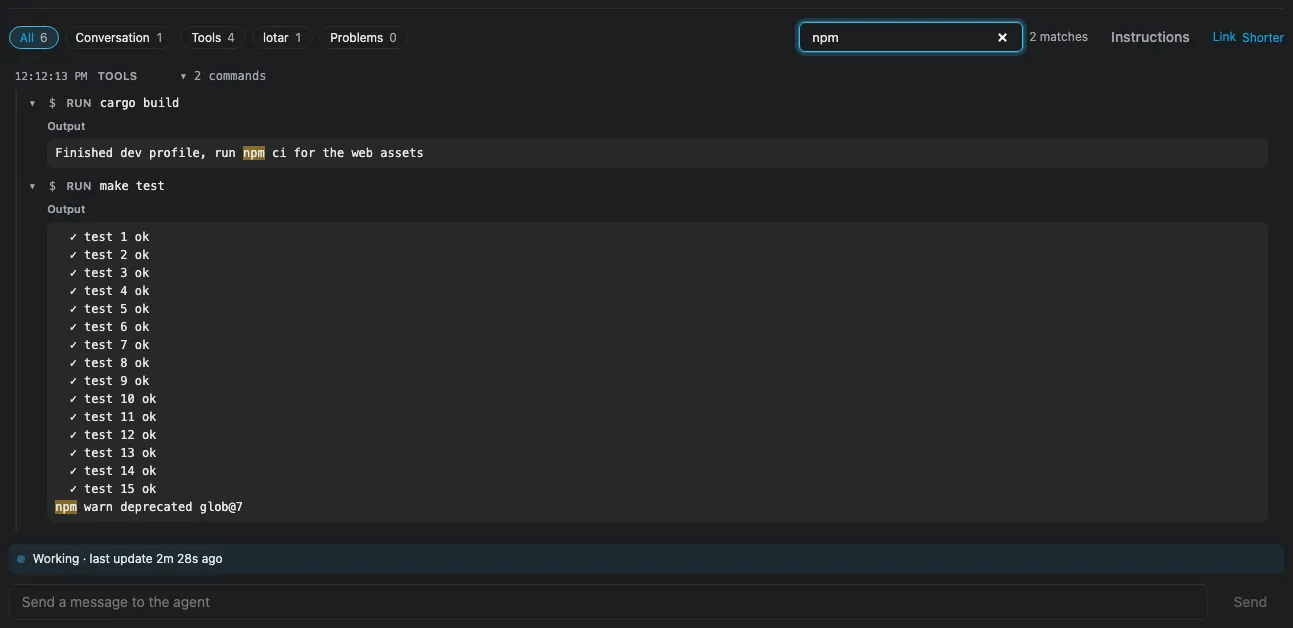 All 6 Conversation 1 Tools 4 lotar 1 Problems 0 npm × 2 matches Instructions Link Shorter
12:12:13 PM TOOLS ▾ 2 commands
▾ $ RUN cargo build
Output
Finished dev profile, run npm ci for the web assets
▾ $ RUN make test
Output
✓ test 1 ok
✓ test 2 ok
✓ test 3 ok
✓ test 4 ok
✓ test 5 ok
✓ test 6 ok
✓ test 7 ok
✓ test 8 ok
✓ test 9 ok
✓ test 10 ok
✓ test 11 ok
✓ test 12 ok
✓ test 13 ok
✓ test 14 ok
✓ test 15 ok
npm warn deprecated glob@7
Working · last update 2m 28s ago
Send a message to the agent Send